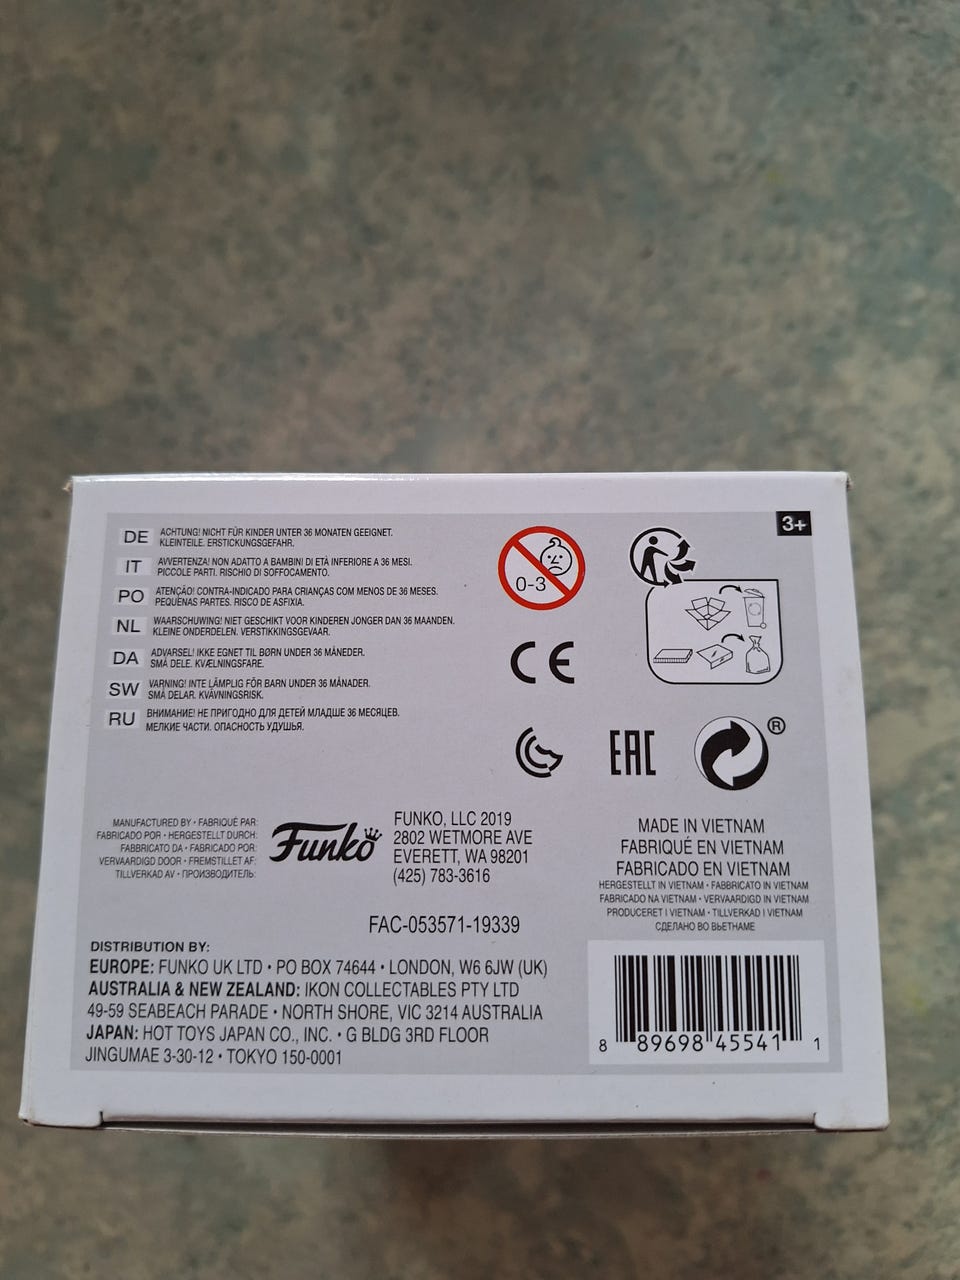 3+
DE ACHTUNG! NICHT FÜR KINDER UNTER 36 MONATEN GEEIGNET.
KLEINTEILE. ERSTICKUNGSGEFAHR.
IT AVVERTENZA! NON ADATTO A BAMBINI DI ETÀ INFERIORE A 36 MESI.
PICCOLE PARTI. RISCHIO DI SOFFOCAMENTO.
PO ATENÇÃO! CONTRA-INDICADO PARA CRIANÇAS COM MENOS DE 36 MESES.
PEQUENAS PARTES. RISCO DE ASFIXIA.
NL WAARSCHUWING! NIET GESCHIKT VOOR KINDEREN JONGER DAN 36 MAANDEN.
KLEINE ONDERDELEN. VERSTIKKINGSGEVAAR.
DA ADVARSEL! IKKE EGNET TIL BØRN UNDER 36 MÅNEDER.
SMÅ DELE. KVÆLNINGSFARE.
SW VARNING! INTE LÄMPLIG FÖR BARN UNDER 36 MÅNADER.
SMÅ DELAR. KVÄVNINGSRISK.
RU ВНИМАНИЕ! НЕ ПРИГОДНО ДЛЯ ДЕТЕЙ МЛАДШЕ 36 МЕСЯЦЕВ.
МЕЛКИЕ ЧАСТИ. ОПАСНОСТЬ УДУШЬЯ.
0-3
CE
EAC
®
MANUFACTURED BY • FABRIQUÉ PAR:
FABRICADO POR • HERGESTELLT DURCH:
FABBRICATO DA • FABRICADO POR:
VERVAARDIGD DOOR • FREMSTILLET AF:
TILLVERKAD AV • ПРОИЗВОДИТЕЛЬ:
Funko
FUNKO, LLC 2019
2802 WETMORE AVE
EVERETT, WA 98201
(425) 783-3616
MADE IN VIETNAM
FABRIQUÉ EN VIETNAM
FABRICADO EN VIETNAM
HERGESTELLT IN VIETNAM • FABBRICATO IN VIETNAM
FABRICADO NA VIETNAM • VERVAARDIGD IN VIETNAM
PRODUCERET I VIETNAM • TILLVERKAD I VIETNAM
СДЕЛАНО ВО ВЬЕТНАМЕ
FAC-053571-19339
DISTRIBUTION BY:
EUROPE: FUNKO UK LTD • PO BOX 74644 • LONDON, W6 6JW (UK)
AUSTRALIA & NEW ZEALAND: IKON COLLECTABLES PTY LTD
49-59 SEABEACH PARADE • NORTH SHORE, VIC 3214 AUSTRALIA
JAPAN: HOT TOYS JAPAN CO., INC. • G BLDG 3RD FLOOR
JINGUMAE 3-30-12 • TOKYO 150-0001
8 89698 45541 1